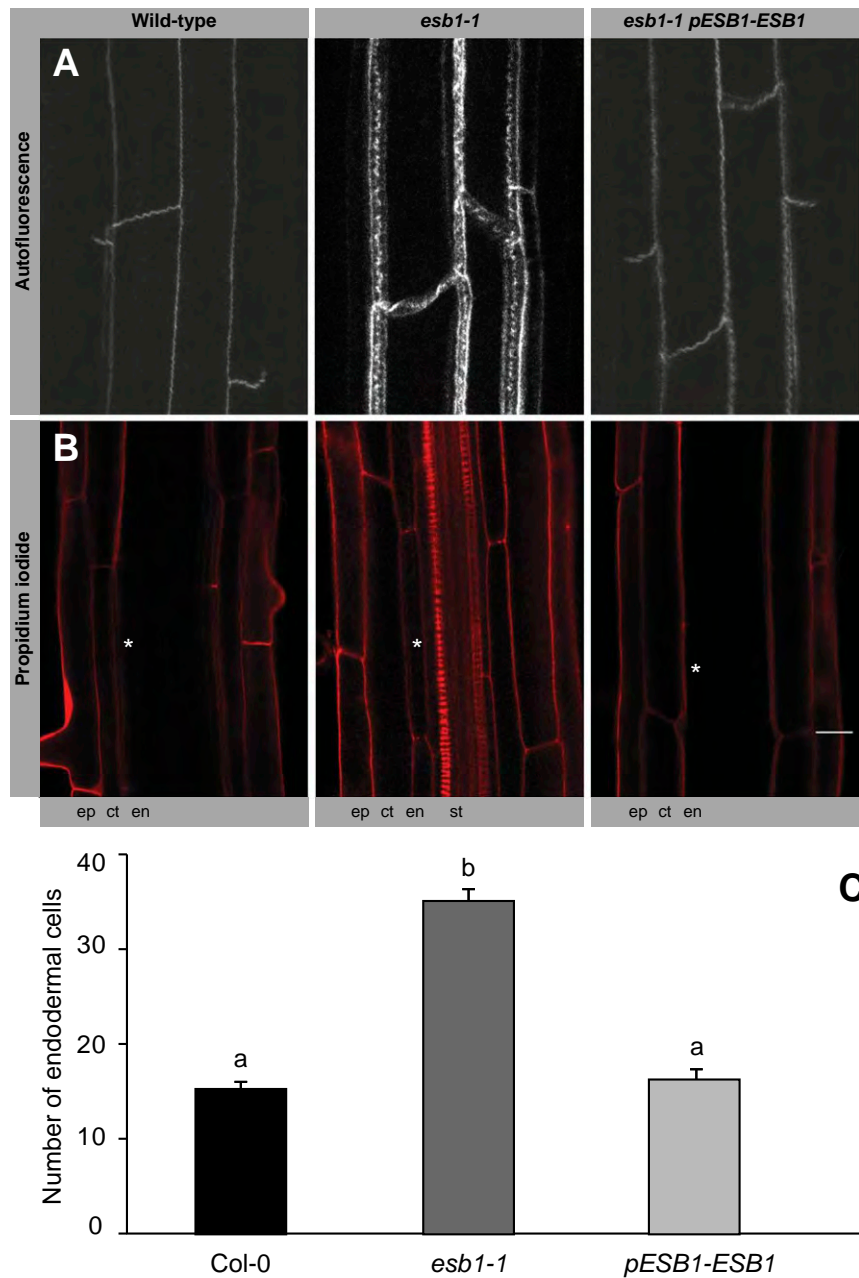 Wild-type
esb1-1
esb1-1 pESB1-ESB1
A
Autofluorescence
B
Propidium iodide
*
*
*
ep ct en
ep ct en st
ep ct en
C
Number of endodermal cells
40
30
20
10
0
a
b
a
Col-0
esb1-1
pESB1-ESB1